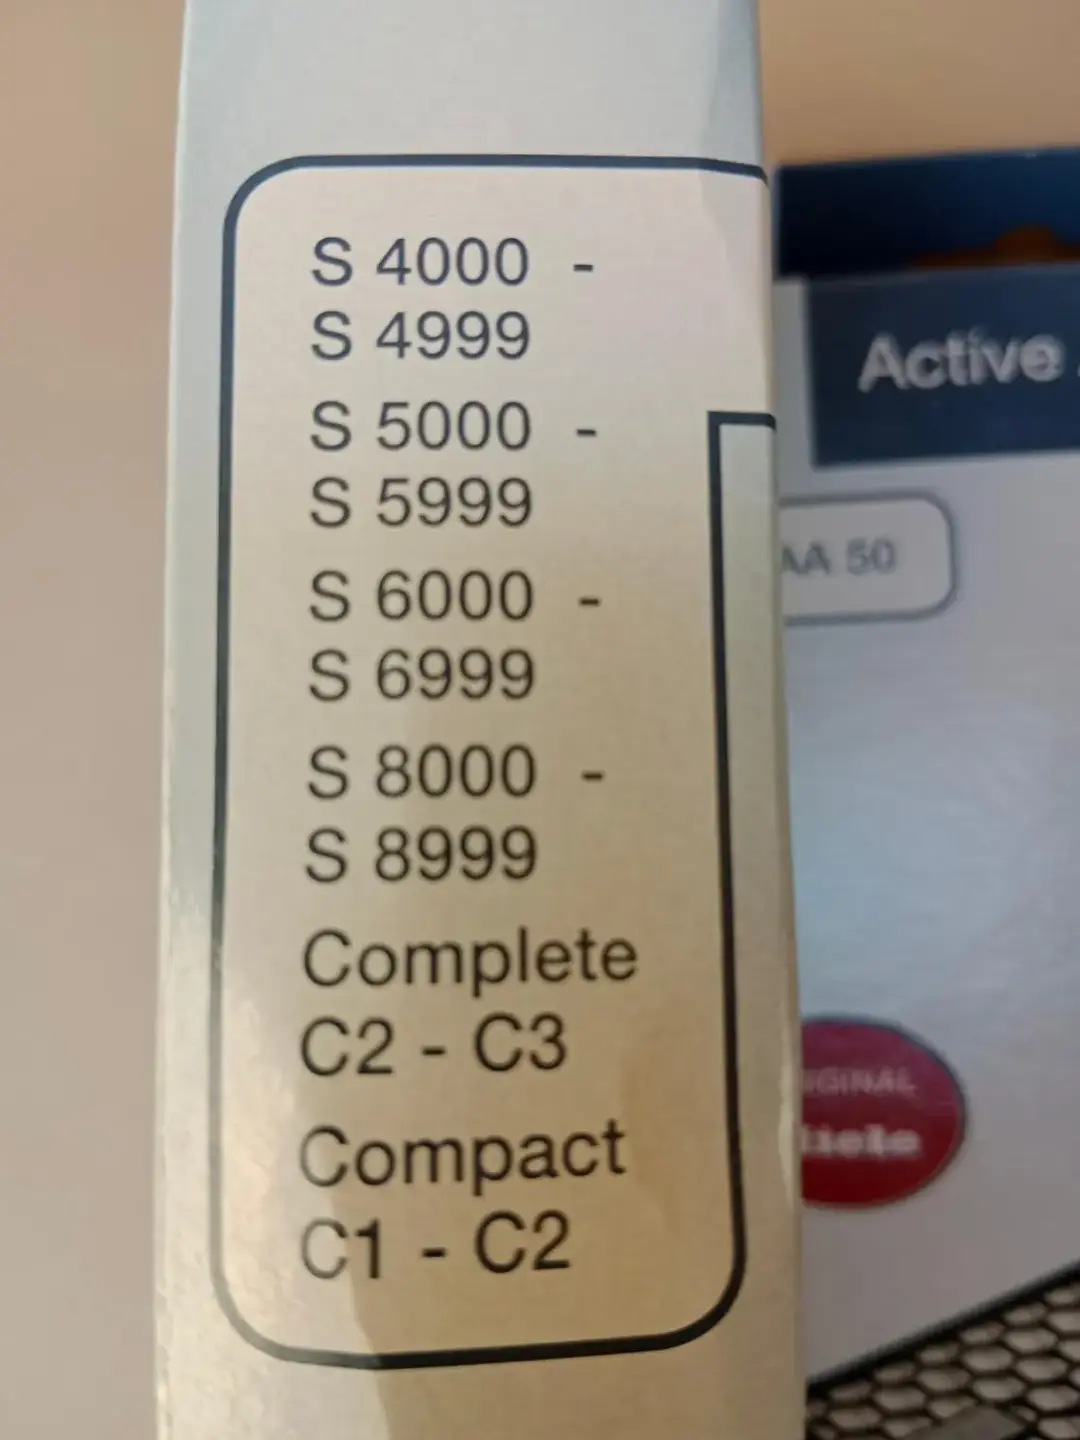 S 4000 -
S 4999
S 5000 -
S 5999
S 6000 -
S 6999
S 8000 -
S 8999
Complete
C2 - C3
Compact
C1 - C2
Active
AA 50